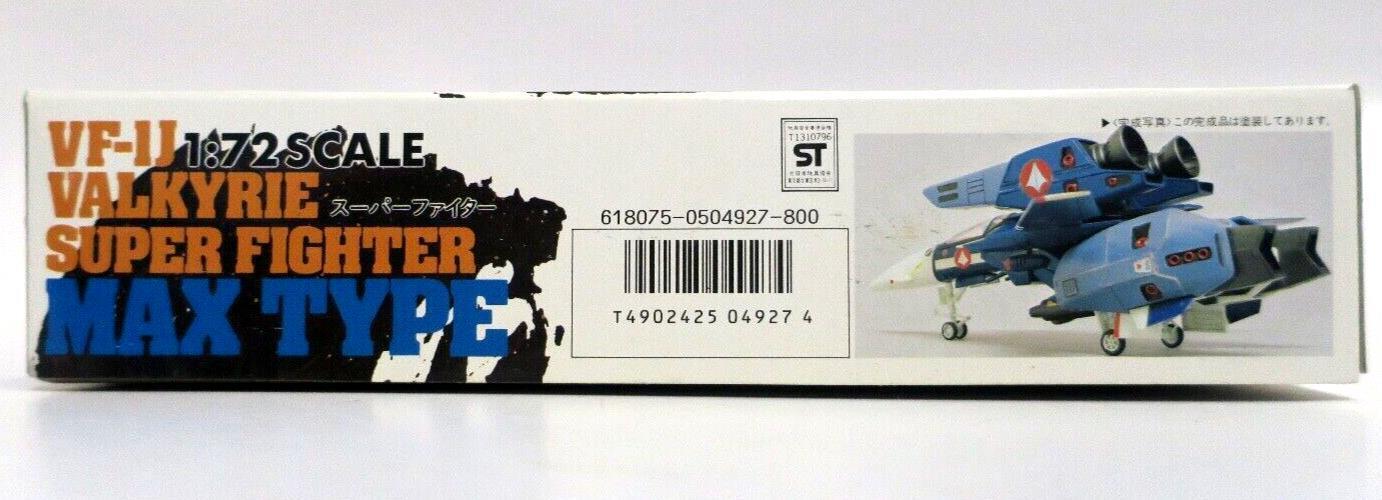 VF-1J 1:72 SCALE
VALKYRIE スーパーファイター
SUPER FIGHTER
MAX TYPE
T1310796
ST
618075-0504927-800
T4902425 04927 4
▶〈完成写真〉この完成品は塗装してあります。